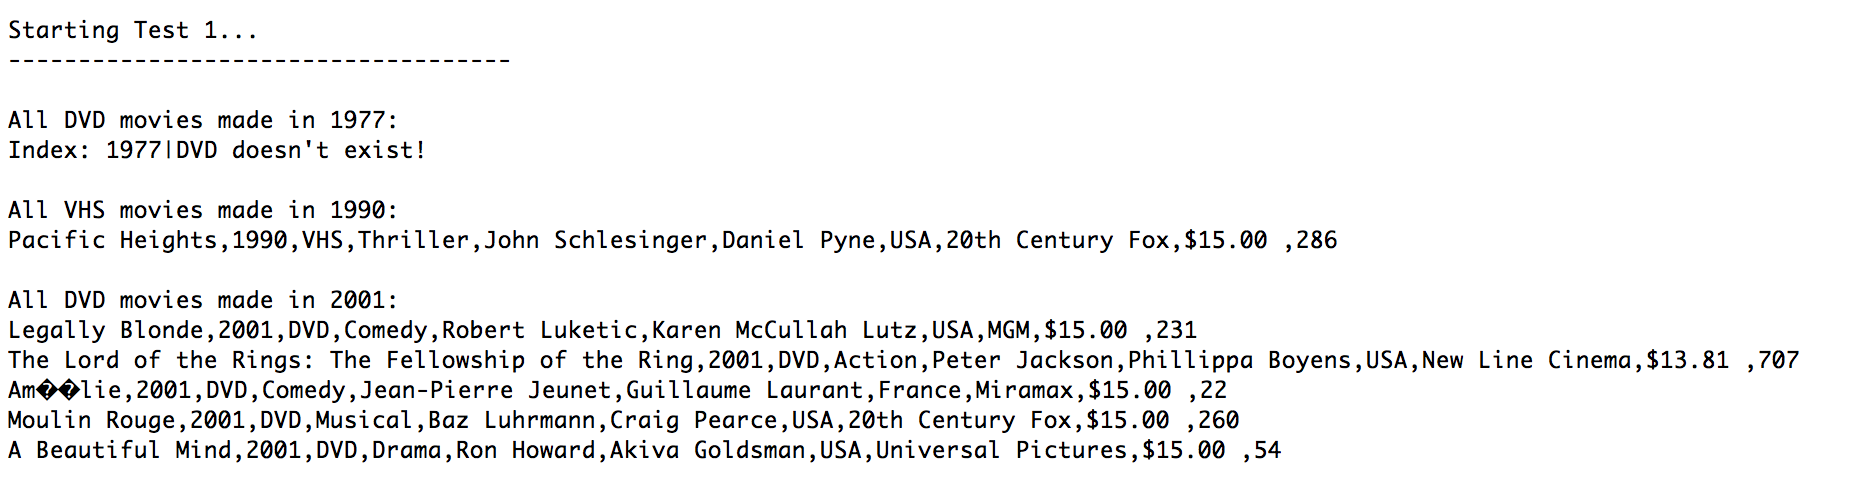 Starting Test 1...
------------------------------------
All DVD movies made in 1977:
Index: 1977|DVD doesn't exist!
All VHS movies made in 1990:
Pacific Heights,1990,VHS,Thriller,John Schlesinger,Daniel Pyne,USA,20th Century Fox,$15.00 ,286
All DVD movies made in 2001:
Legally Blonde,2001,DVD,Comedy,Robert Luketic,Karen McCullah Lutz,USA,MGM,$15.00 ,231
The Lord of the Rings: The Fellowship of the Ring,2001,DVD,Action,Peter Jackson,Phillippa Boyens,USA,New Line Cinema,$13.81 ,707
Am��lie,2001,DVD,Comedy,Jean-Pierre Jeunet,Guillaume Laurant,France,Miramax,$15.00 ,22
Moulin Rouge,2001,DVD,Musical,Baz Luhrmann,Craig Pearce,USA,20th Century Fox,$15.00 ,260
A Beautiful Mind,2001,DVD,Drama,Ron Howard,Akiva Goldsman,USA,Universal Pictures,$15.00 ,54